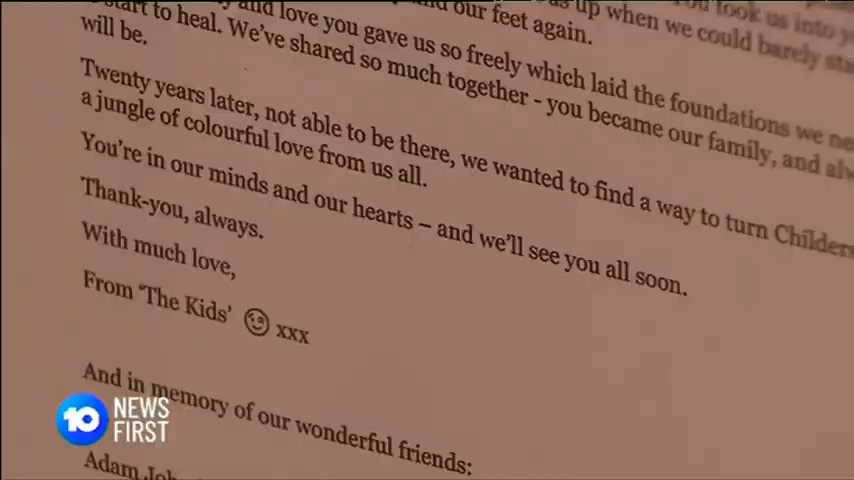 and love you gave us so freely which laid the foundations we
start to heal. We've shared so much together - you became our family, and
will be.
Twenty years later, not able to be there, we wanted to find a way to turn Childers
a jungle of colourful love from us all.
You're in our minds and our hearts – and we'll see you all soon.
Thank-you, always.
With much love,
From 'The Kids' 😉 xxx
And in memory of our wonderful friends:
Adam
10 NEWS
FIRST